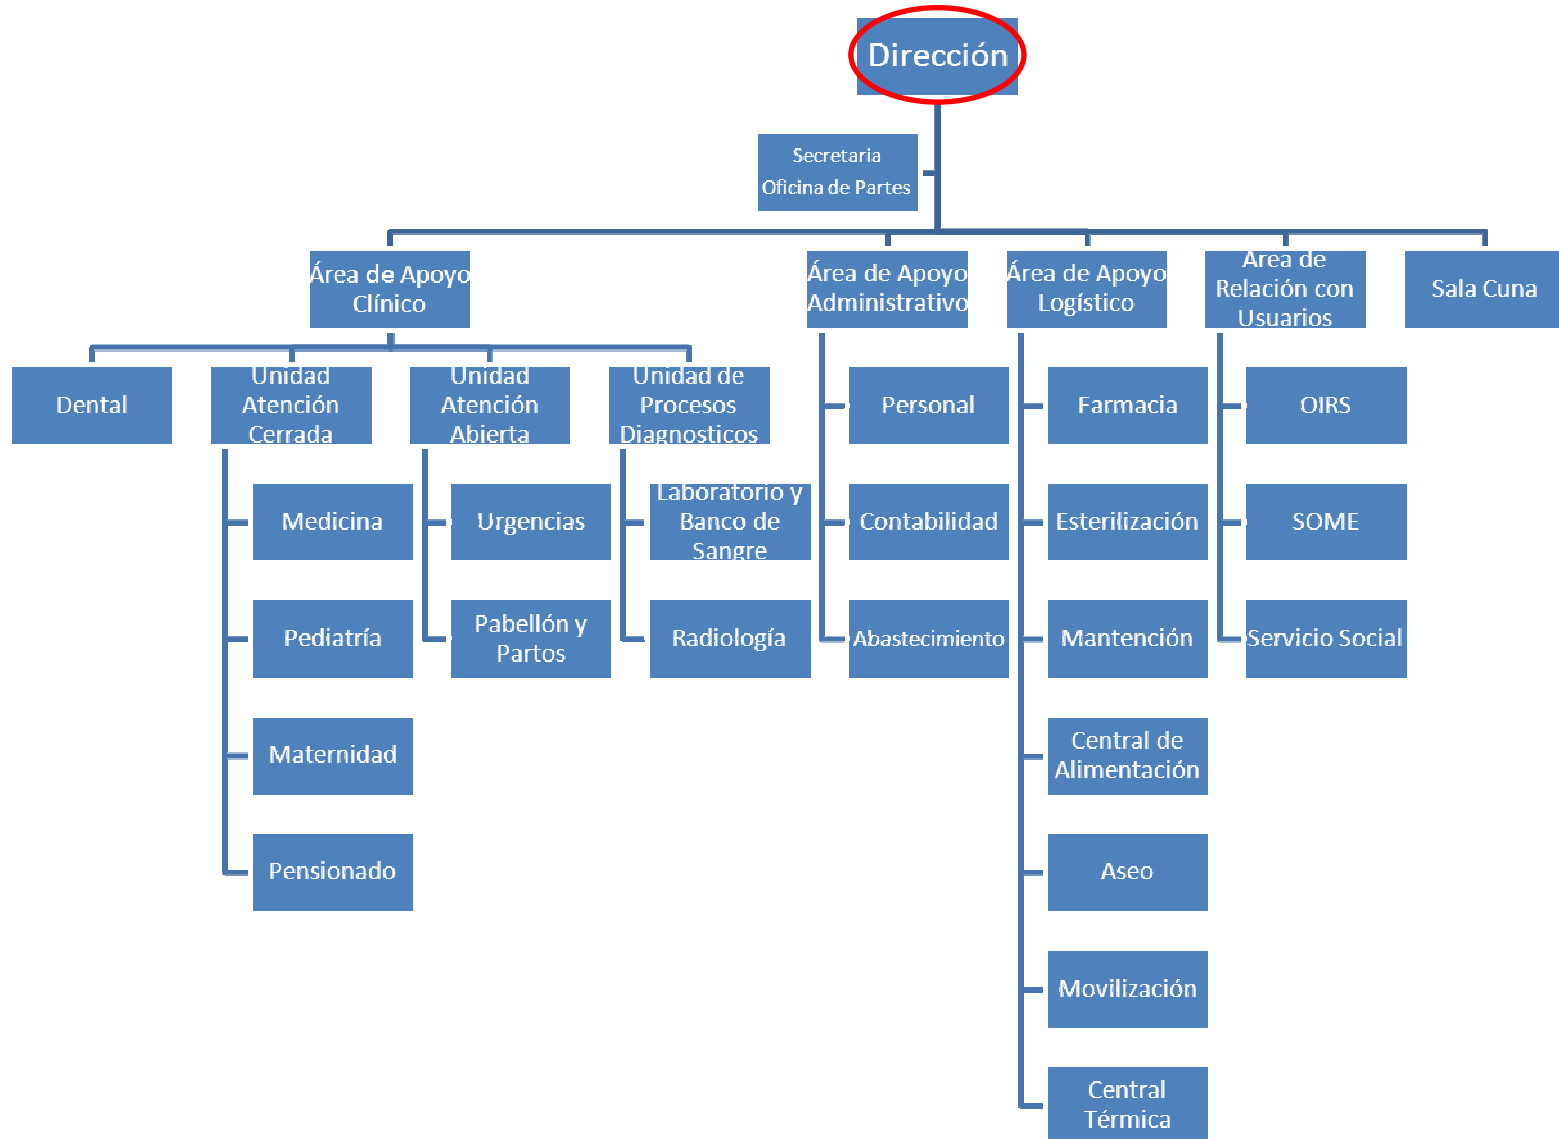 Dirección
Secretaria
Oficina de Partes
Área de Apoyo
Clínico
Área de Apoyo
Administrativo
Área de Apoyo
Logístico
Área de
Relación con
Usuarios
Sala Cuna
Dental
Unidad
Atención
Cerrada
Unidad
Atención
Abierta
Unidad de
Procesos
Diagnosticos
Personal
Farmacia
OIRS
Medicina
Urgencias
Laboratorio y
Banco de
Sangre
Contabilidad
Esterilización
SOME
Pediatría
Pabellón y
Partos
Radiología
Abastecimiento
Mantención
Servicio Social
Maternidad
Central de
Alimentación
Pensionado
Aseo
Movilización
Central
Térmica